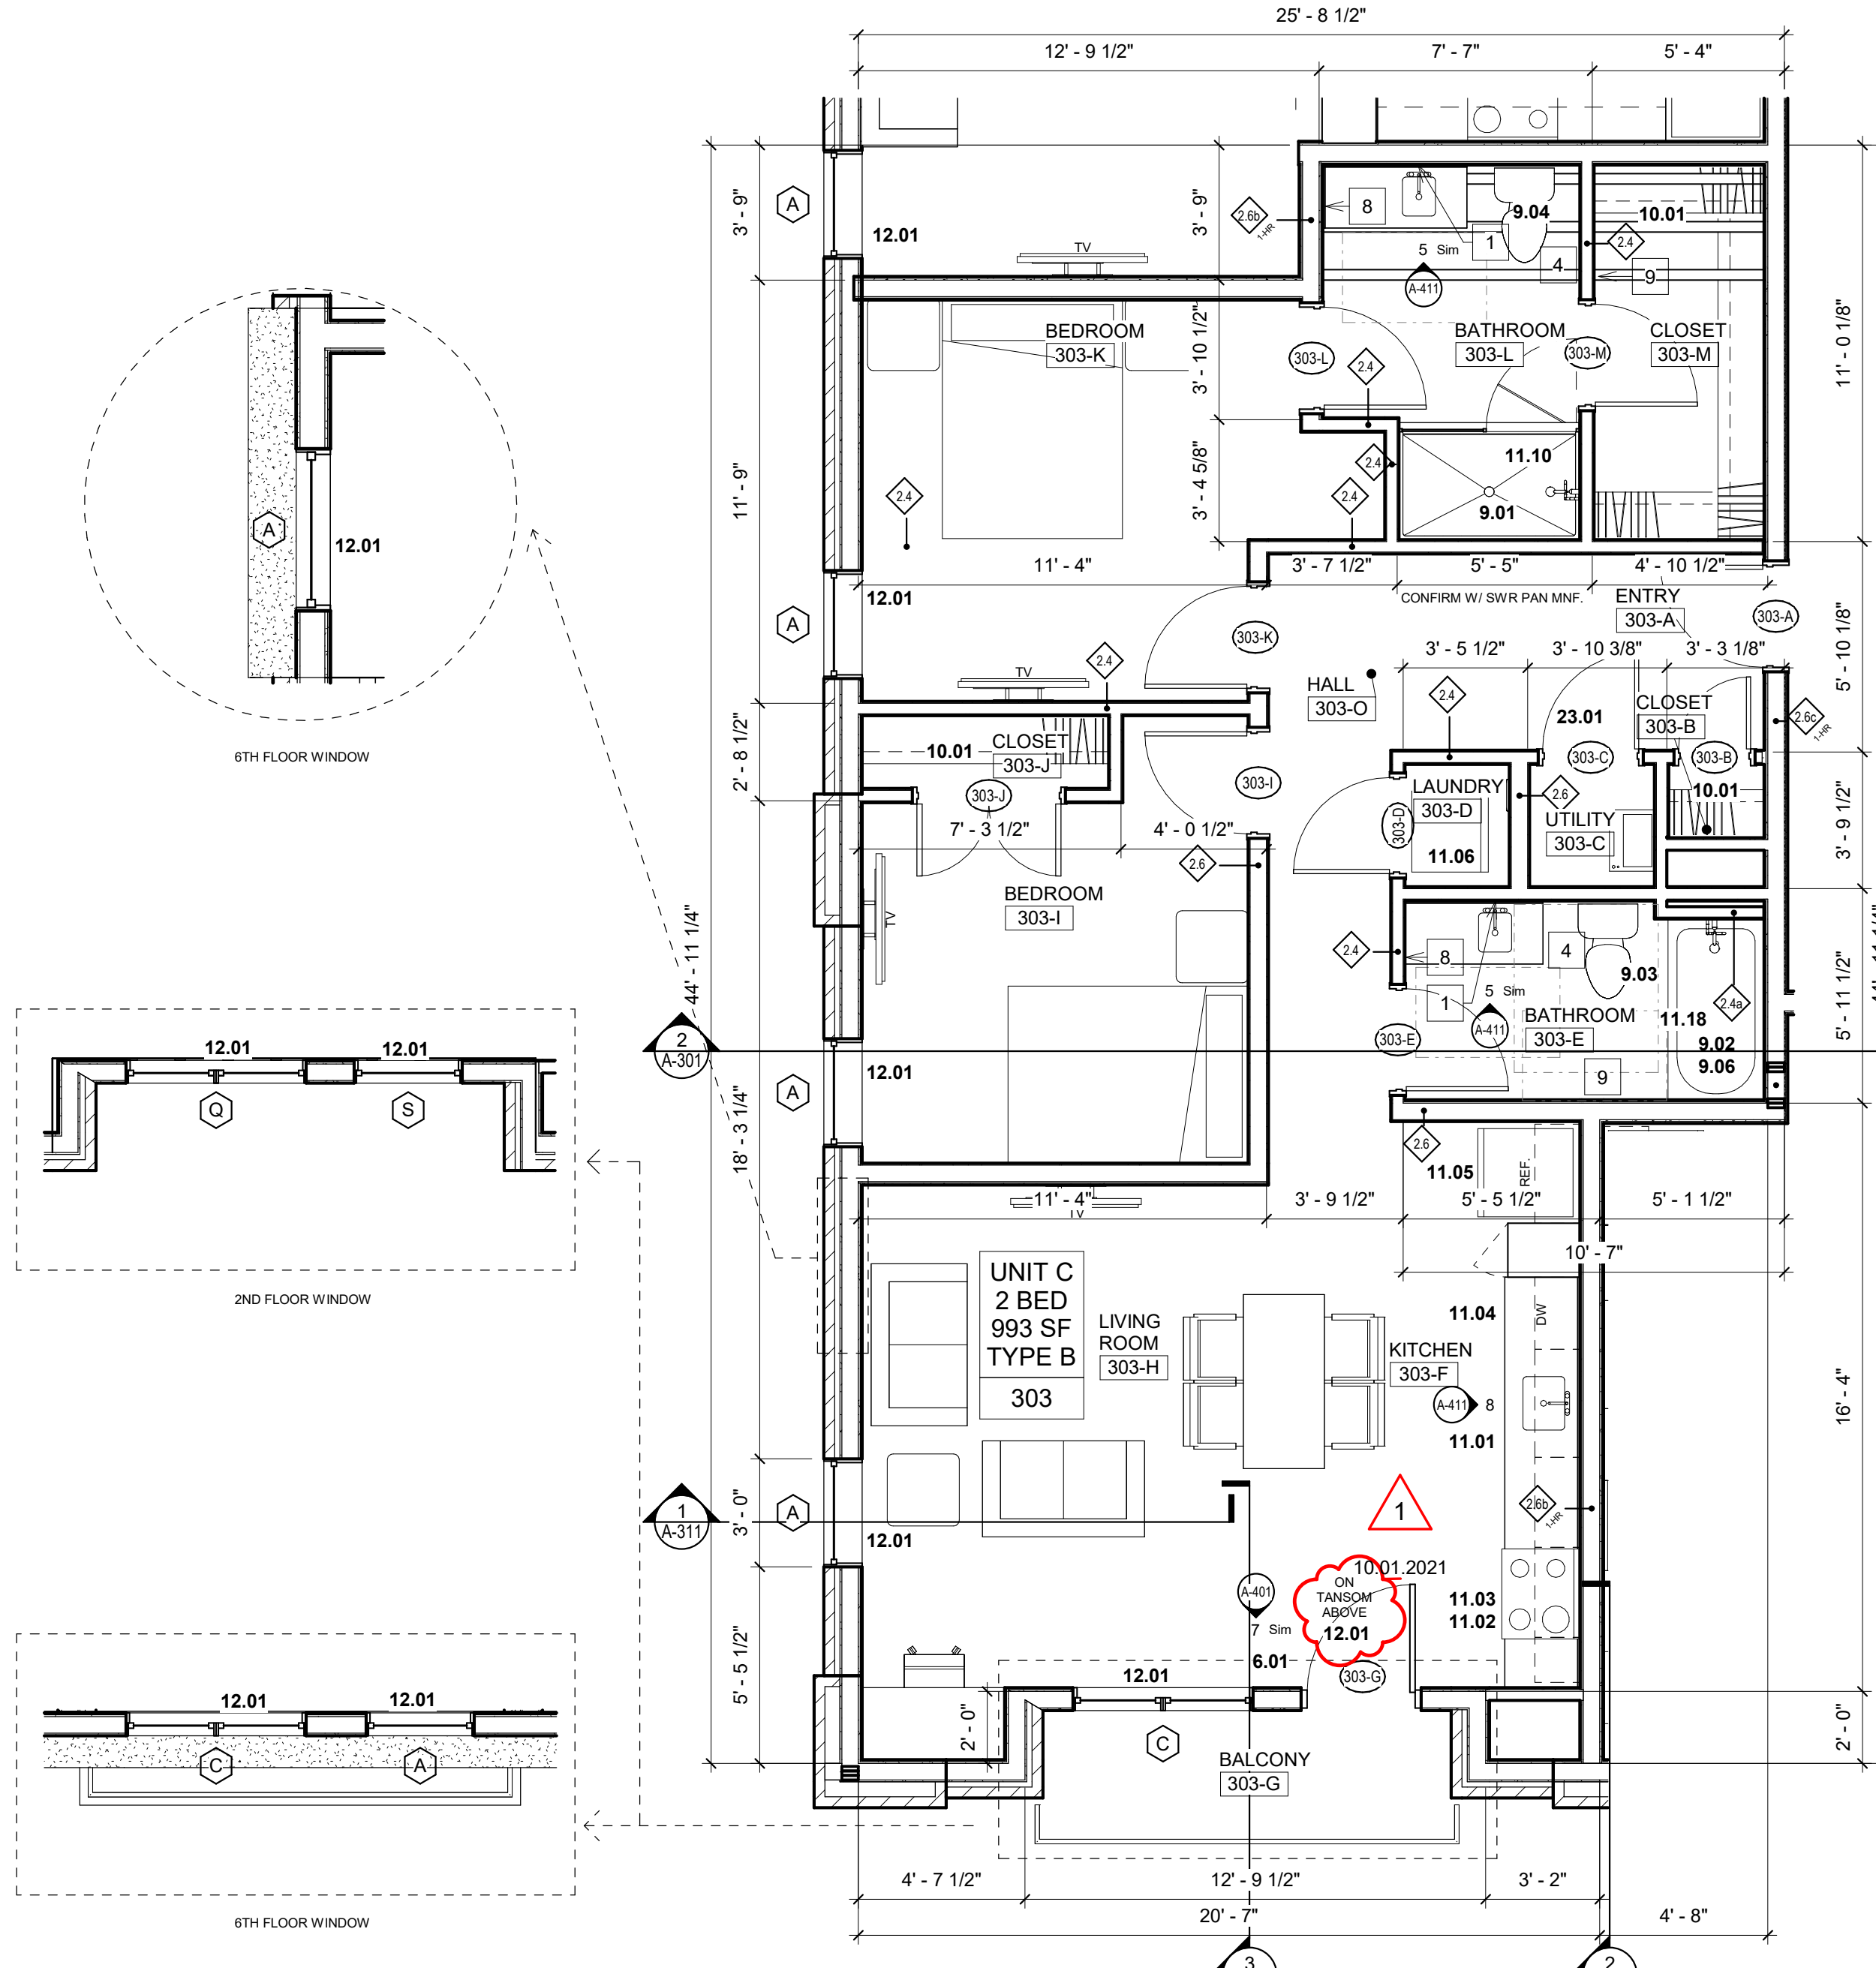 25' - 8 1/2"
12' - 9 1/2"
7' - 7"
5' - 4"
3' - 9"
A
12.01
TV
3' - 9"
2.6b
1-HR
8
9.04
1
5 Sim
A-411
4
2.4
10.01
9
11' - 0 1/8"
BEDROOM
303-K
3' - 10 1/2"
303-L
BATHROOM
303-L
303-M
CLOSET
303-M
2.4
11' - 9"
2.4
3' - 4 5/8"
2.4
2.4
11.10
9.01
A
12.01
6TH FLOOR WINDOW
11' - 4"
3' - 7 1/2"
5' - 5"
4' - 10 1/2"
CONFIRM W/ SWR PAN MNF.
A
12.01
303-K
ENTRY
303-A
303-A
5' - 10 1/8"
3' - 5 1/2"
3' - 10 3/8"
3' - 3 1/8"
TV
2.4
HALL
303-O
2.4
23.01
CLOSET
303-B
2.6c
1-HR
2' - 8 1/2"
10.01
CLOSET
303-J
303-J
303-I
303-C
303-B
10.01
LAUNDRY
303-D
303-D
11.06
2.6
UTILITY
303-C
3' - 9 1/2"
7' - 3 1/2"
4' - 0 1/2"
2.6
BEDROOM
303-I
TV
44' - 11 1/4"
44' - 11 1/4"
2.4
8
4
9.03
1
5 Sim
A-411
2.4a
BATHROOM
303-E
11.18
9.02
9.06
9
303-E
5' - 11 1/2"
2
A-301
A
12.01
12.01
12.01
Q
S
2ND FLOOR WINDOW
18' - 3 1/4"
2.6
11.05
REF.
11' - 4"
TV
3' - 9 1/2"
5' - 5 1/2"
5' - 1 1/2"
10' - 7"
UNIT C
2 BED
993 SF
TYPE B
303
LIVING
ROOM
303-H
KITCHEN
303-F
11.04
DW
A-411
8
11.01
16' - 4"
1
A-311
A
3' - 0"
12.01
1
2.6b
1-HR
10.01.2021
ON
TANSOM
ABOVE
12.01
A-401
7 Sim
11.03
11.02
6.01
303-G
12.01
5' - 5 1/2"
2' - 0"
2' - 0"
C
BALCONY
303-G
12.01
12.01
C
A
6TH FLOOR WINDOW
4' - 7 1/2"
12' - 9 1/2"
3' - 2"
20' - 7"
4' - 8"
3
2